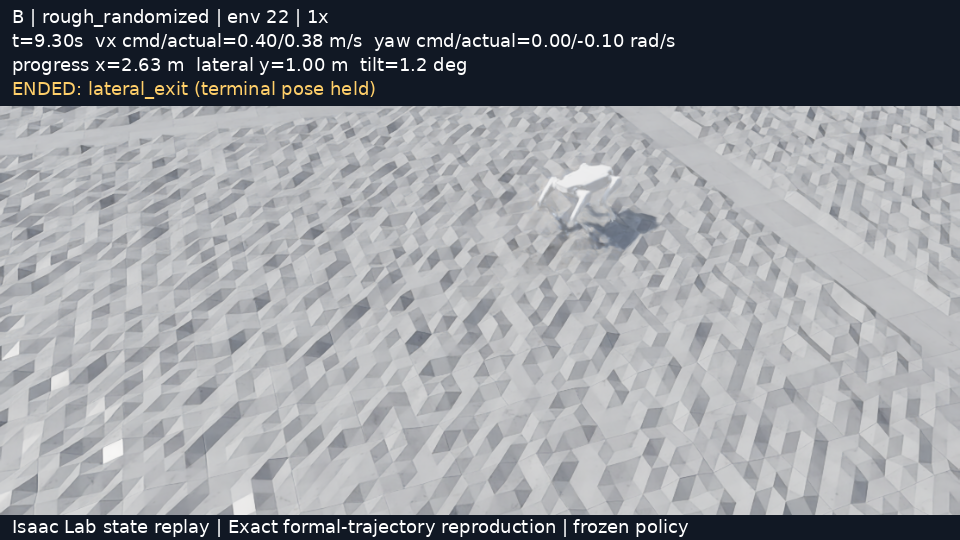 B | rough_randomized | env 22 | 1x
t=9.30s  vx cmd/actual=0.40/0.38 m/s  yaw cmd/actual=0.00/-0.10 rad/s
progress x=2.63 m  lateral y=1.00 m  tilt=1.2 deg
ENDED: lateral_exit (terminal pose held)
Isaac Lab state replay | Exact formal-trajectory reproduction | frozen policy